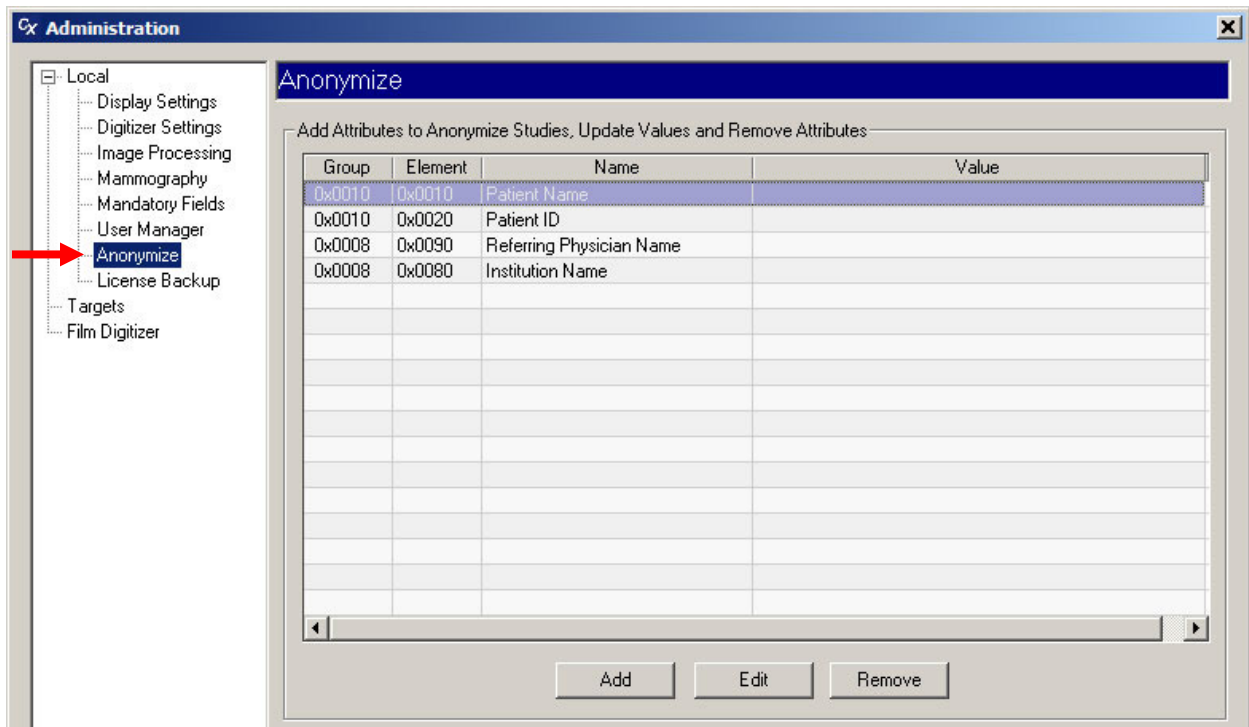 Cx Administration
Local
Display Settings
Digitizer Settings
Image Processing
Mammography
Mandatory Fields
User Manager
Anonymize
License Backup
Targets
Film Digitizer
Anonymize
Add Attributes to Anonymize Studies, Update Values and Remove Attributes
Group Element Name Value
0x0010 0x0010 Patient Name
0x0010 0x0020 Patient ID
0x0008 0x0090 Referring Physician Name
0x0008 0x0080 Institution Name
Add Edit Remove